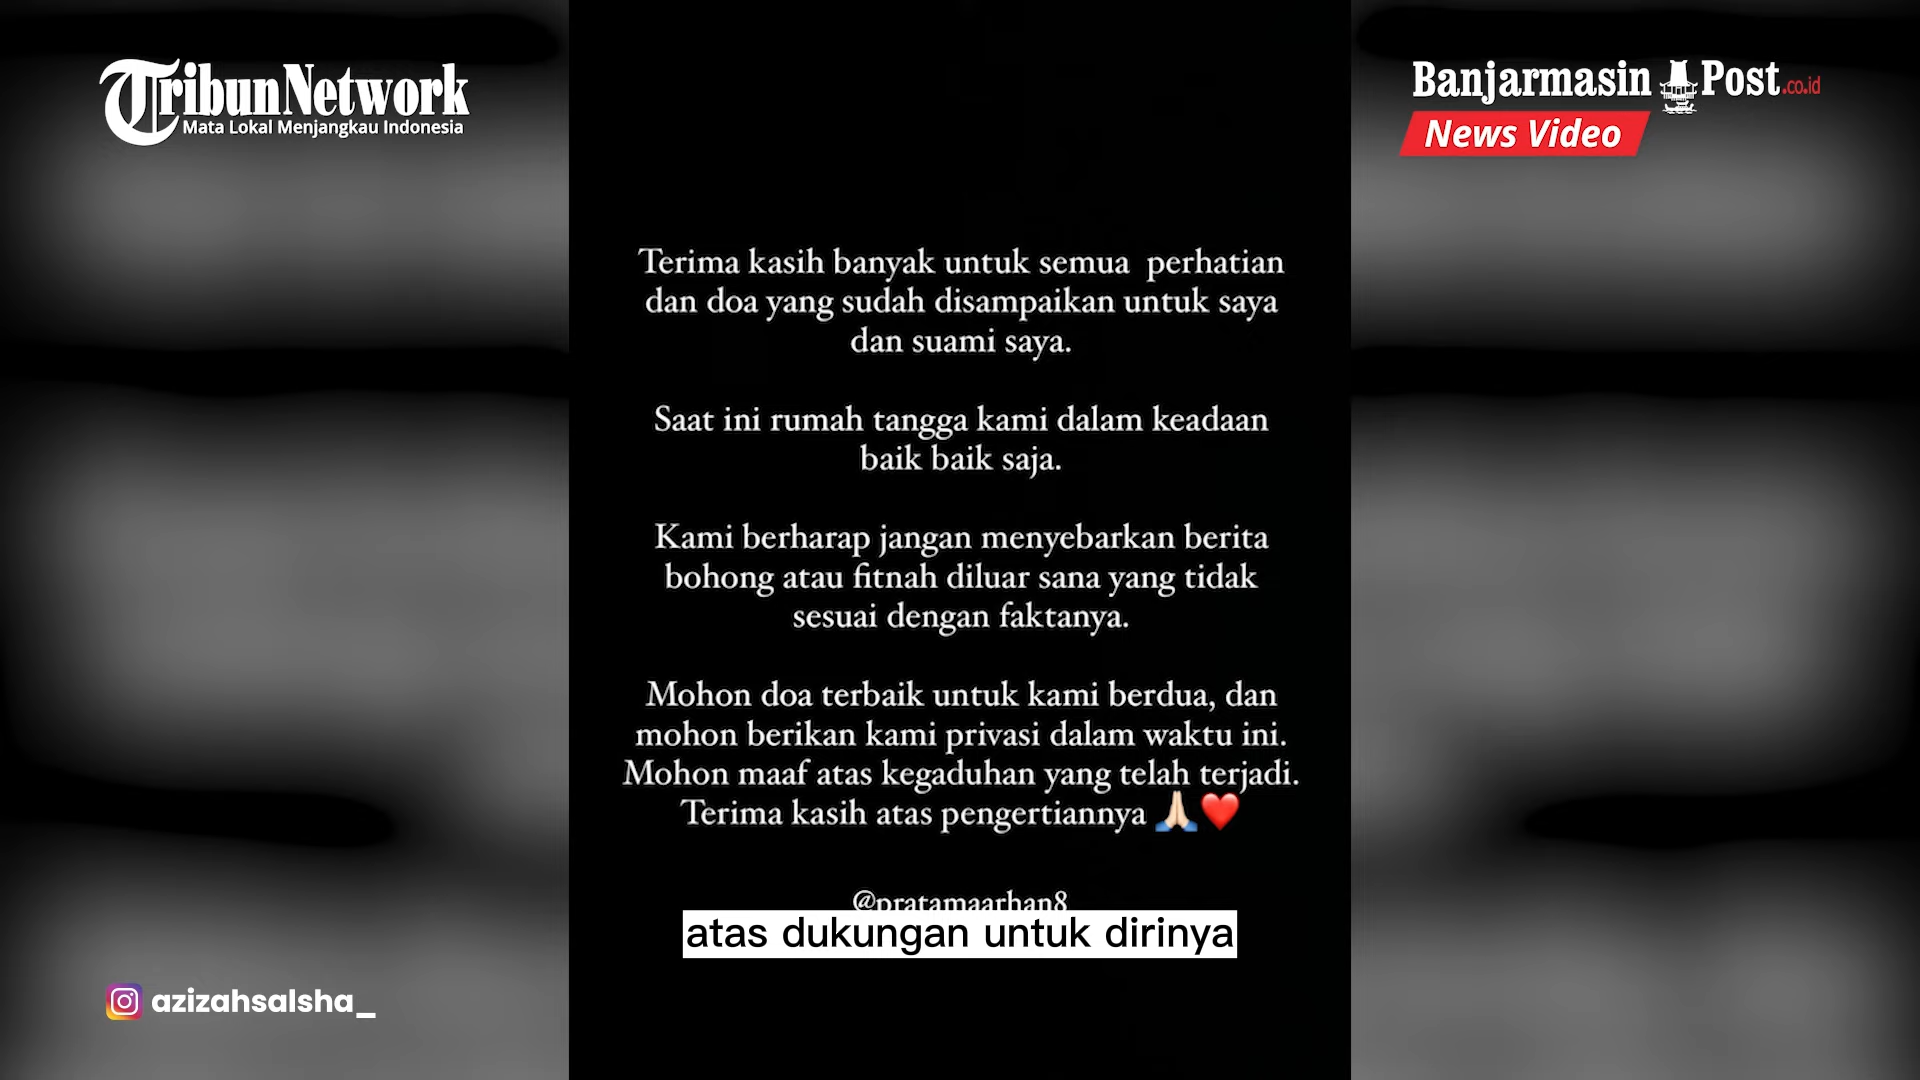 TribunNetwork
Mata Lokal Menjangkau Indonesia
Banjarmasin Post.co.id
News Video
Terima kasih banyak untuk semua perhatian
dan doa yang sudah disampaikan untuk saya
dan suami saya.
Saat ini rumah tangga kami dalam keadaan
baik baik saja.
Kami berharap jangan menyebarkan berita
bohong atau fitnah diluar sana yang tidak
sesuai dengan faktanya.
Mohon doa terbaik untuk kami berdua, dan
mohon berikan kami privasi dalam waktu ini.
Mohon maaf atas kegaduhan yang telah terjadi.
Terima kasih atas pengertiannya 🙏🏻❤️
@pratamaarhan8
atas dukungan untuk dirinya
azizahsalsha_